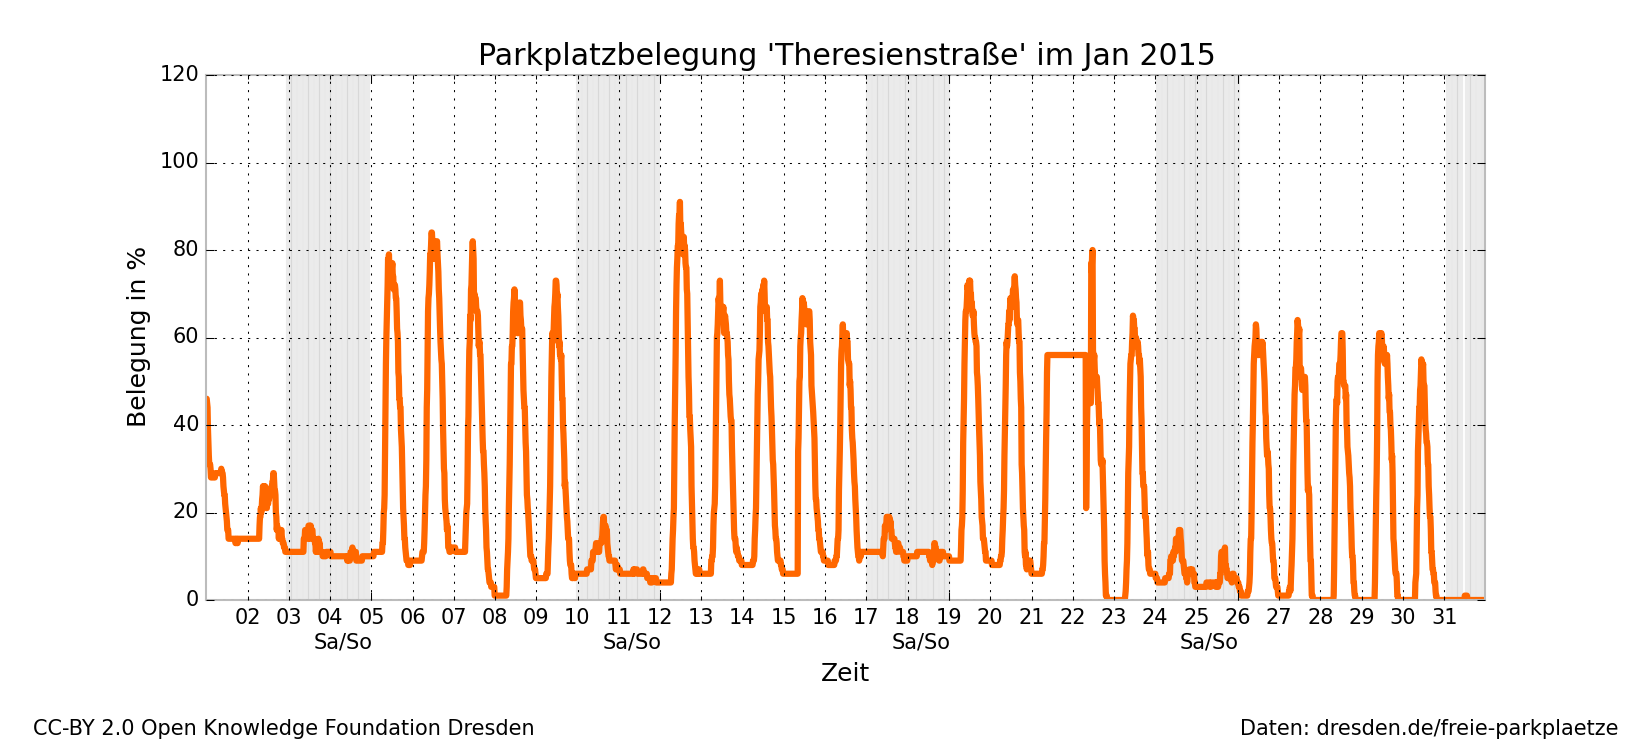 Parkplatzbelegung 'Theresienstraße' im Jan 2015
120
100
80
60
40
20
0
Belegung in %
02 03 04 05 06 07 08 09 10 11 12 13 14 15 16 17 18 19 20 21 22 23 24 25 26 27 28 29 30 31
Sa/So Sa/So Sa/So Sa/So
Zeit
CC-BY 2.0 Open Knowledge Foundation Dresden
Daten: dresden.de/freie-parkplaetze